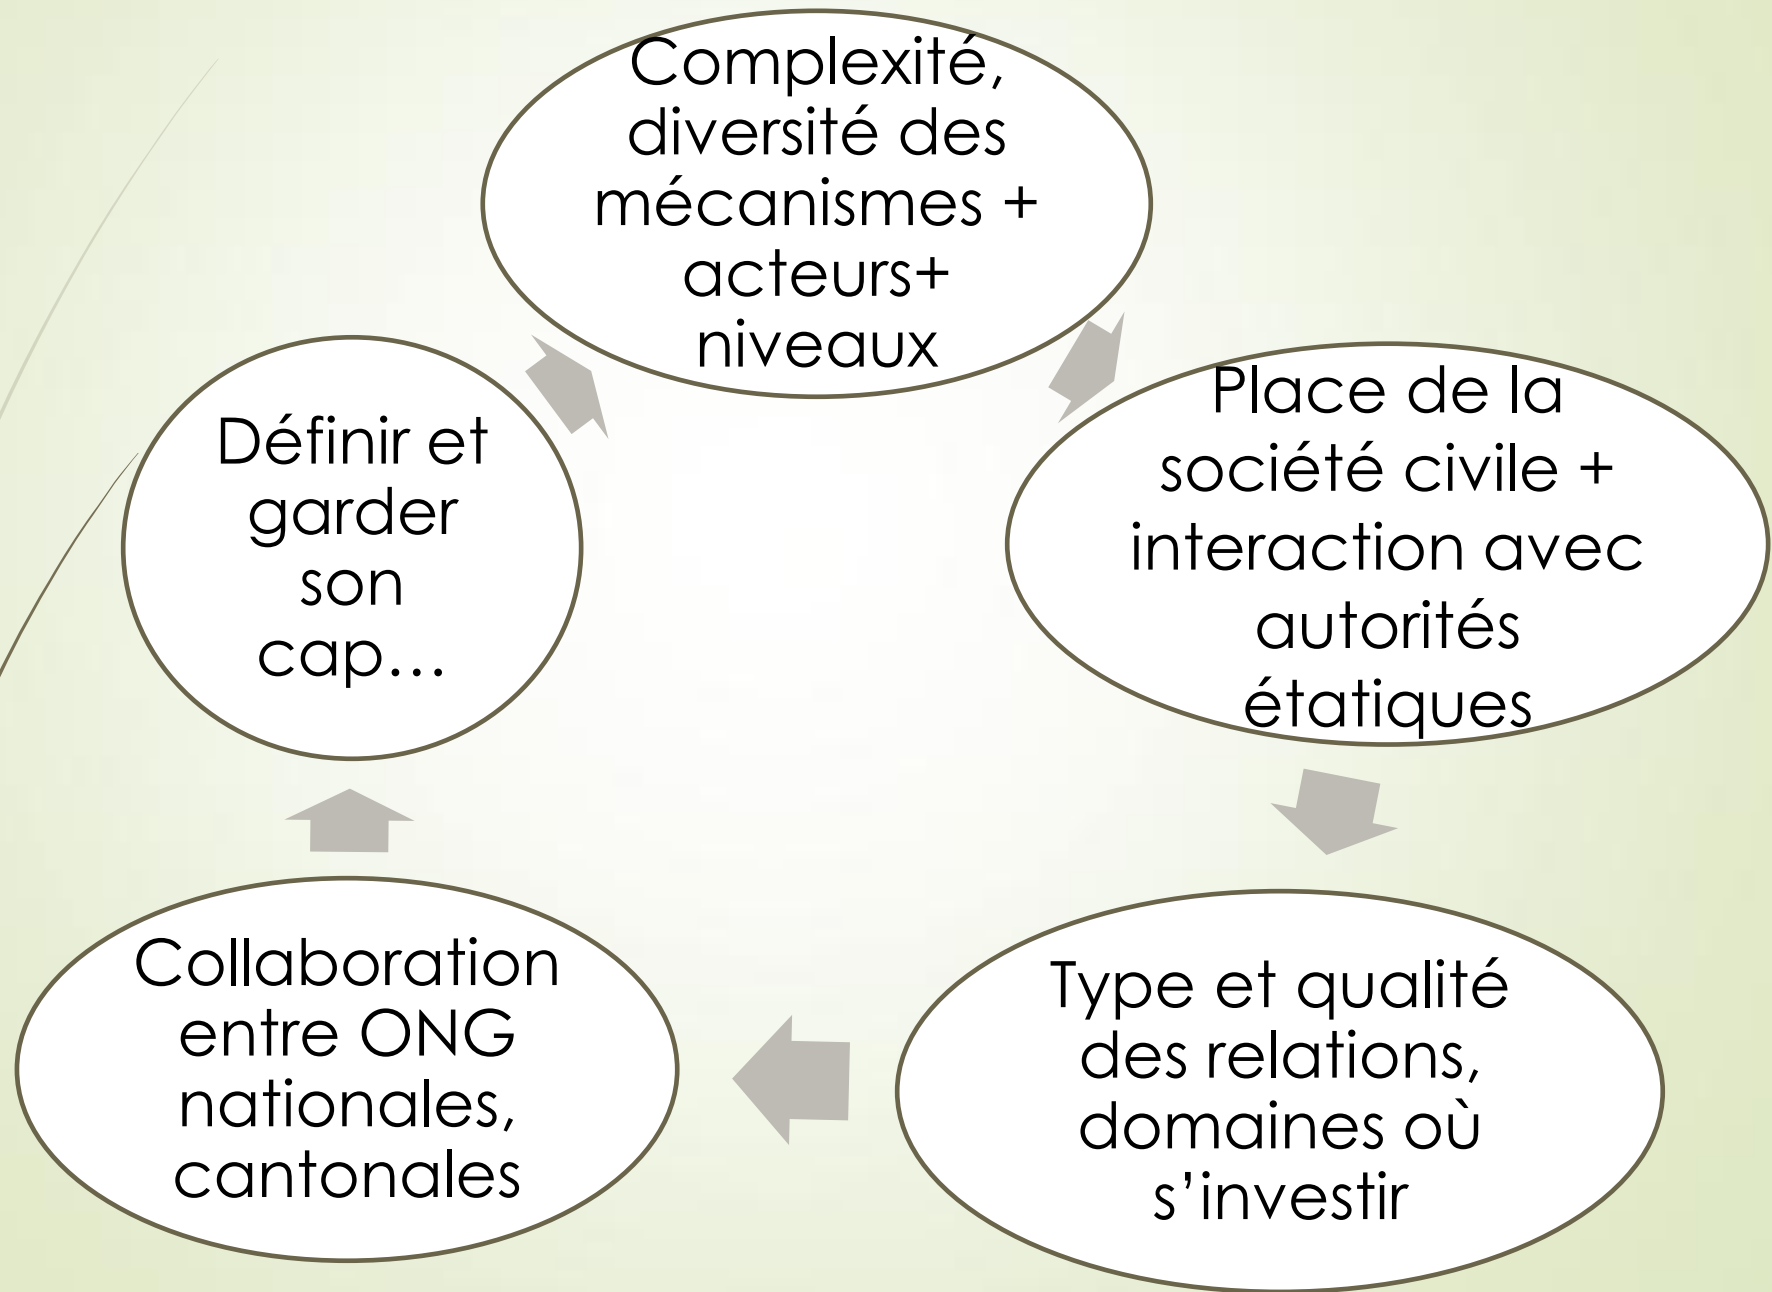 Complexité,
diversité des
mécanismes +
acteurs+
niveaux
Place de la
société civile +
interaction avec
autorités
étatiques
Type et qualité
des relations,
domaines où
s’investir
Collaboration
entre ONG
nationales,
cantonales
Définir et
garder
son
cap…